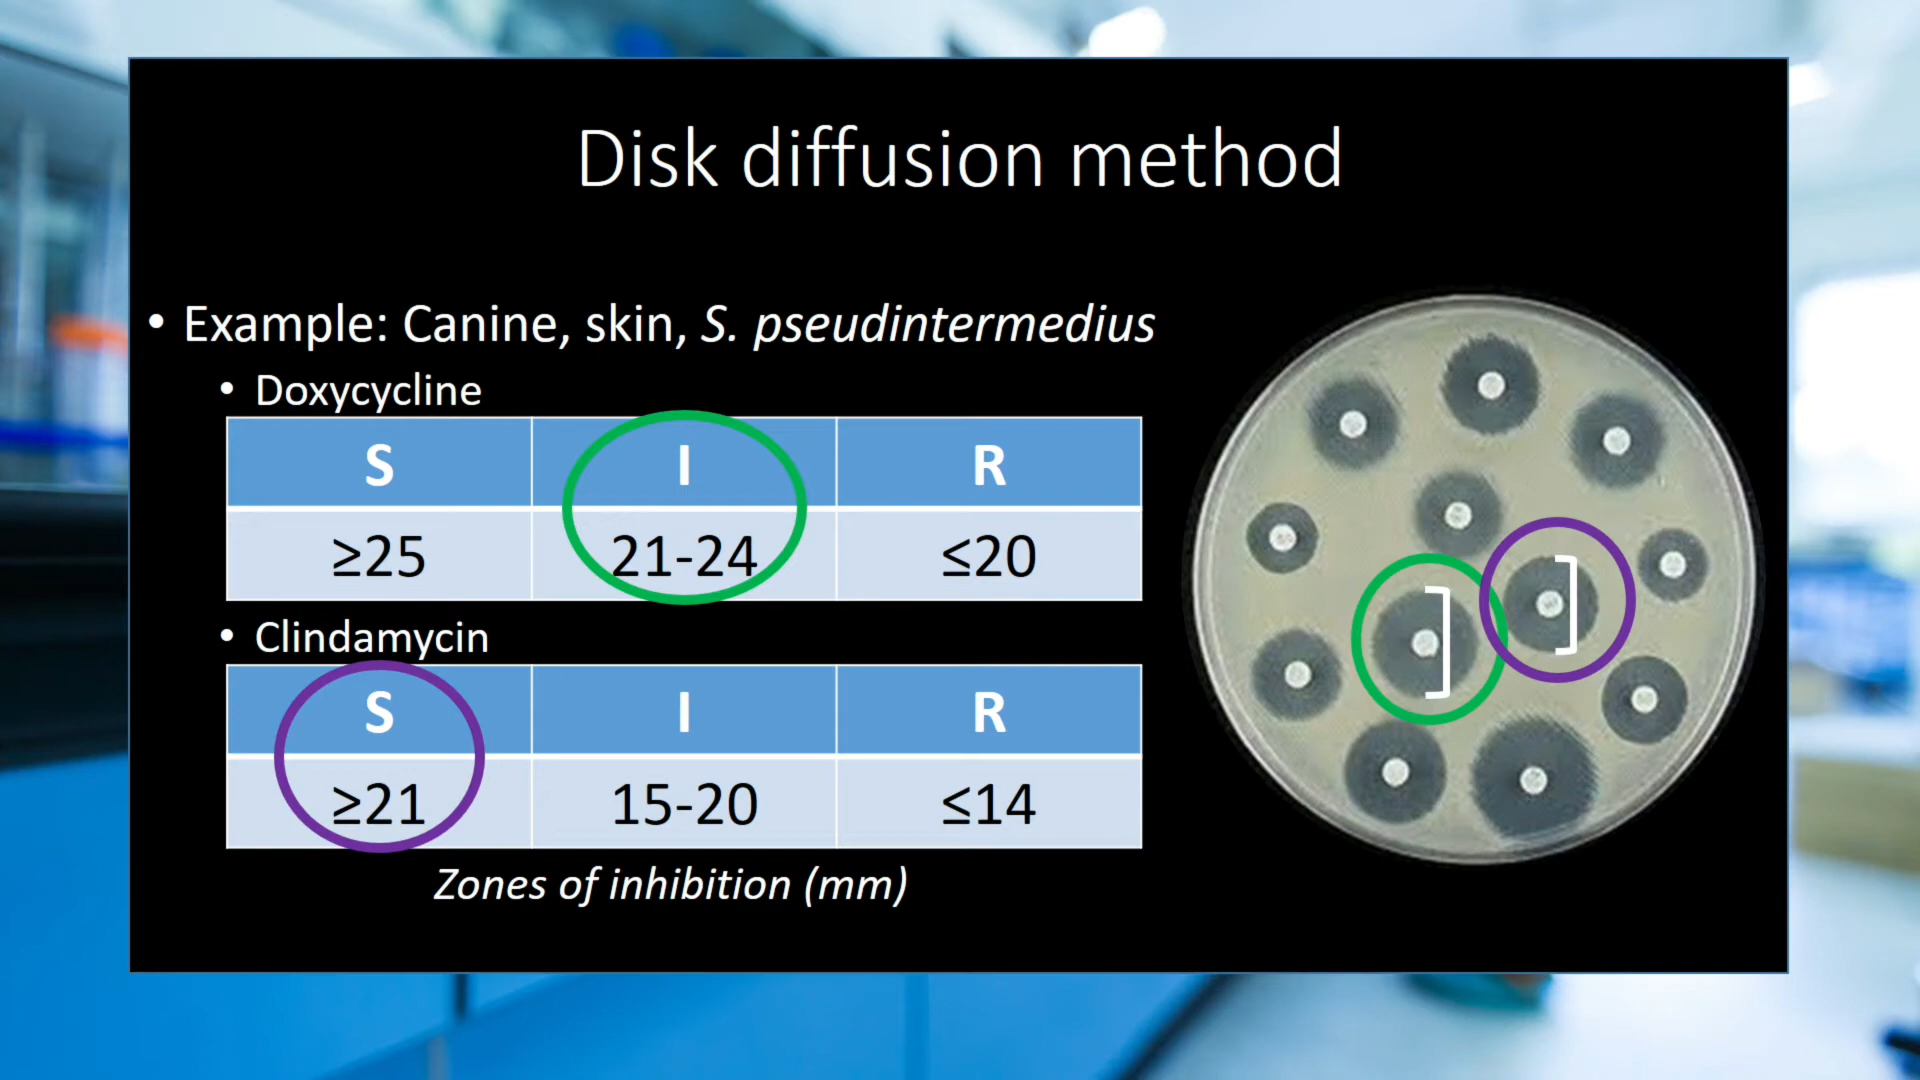 Disk diffusion method
• Example: Canine, skin, S. pseudintermedius
• Doxycycline
S I R
≥25 21-24 ≤20
• Clindamycin
S I R
≥21 15-20 ≤14
Zones of inhibition (mm)